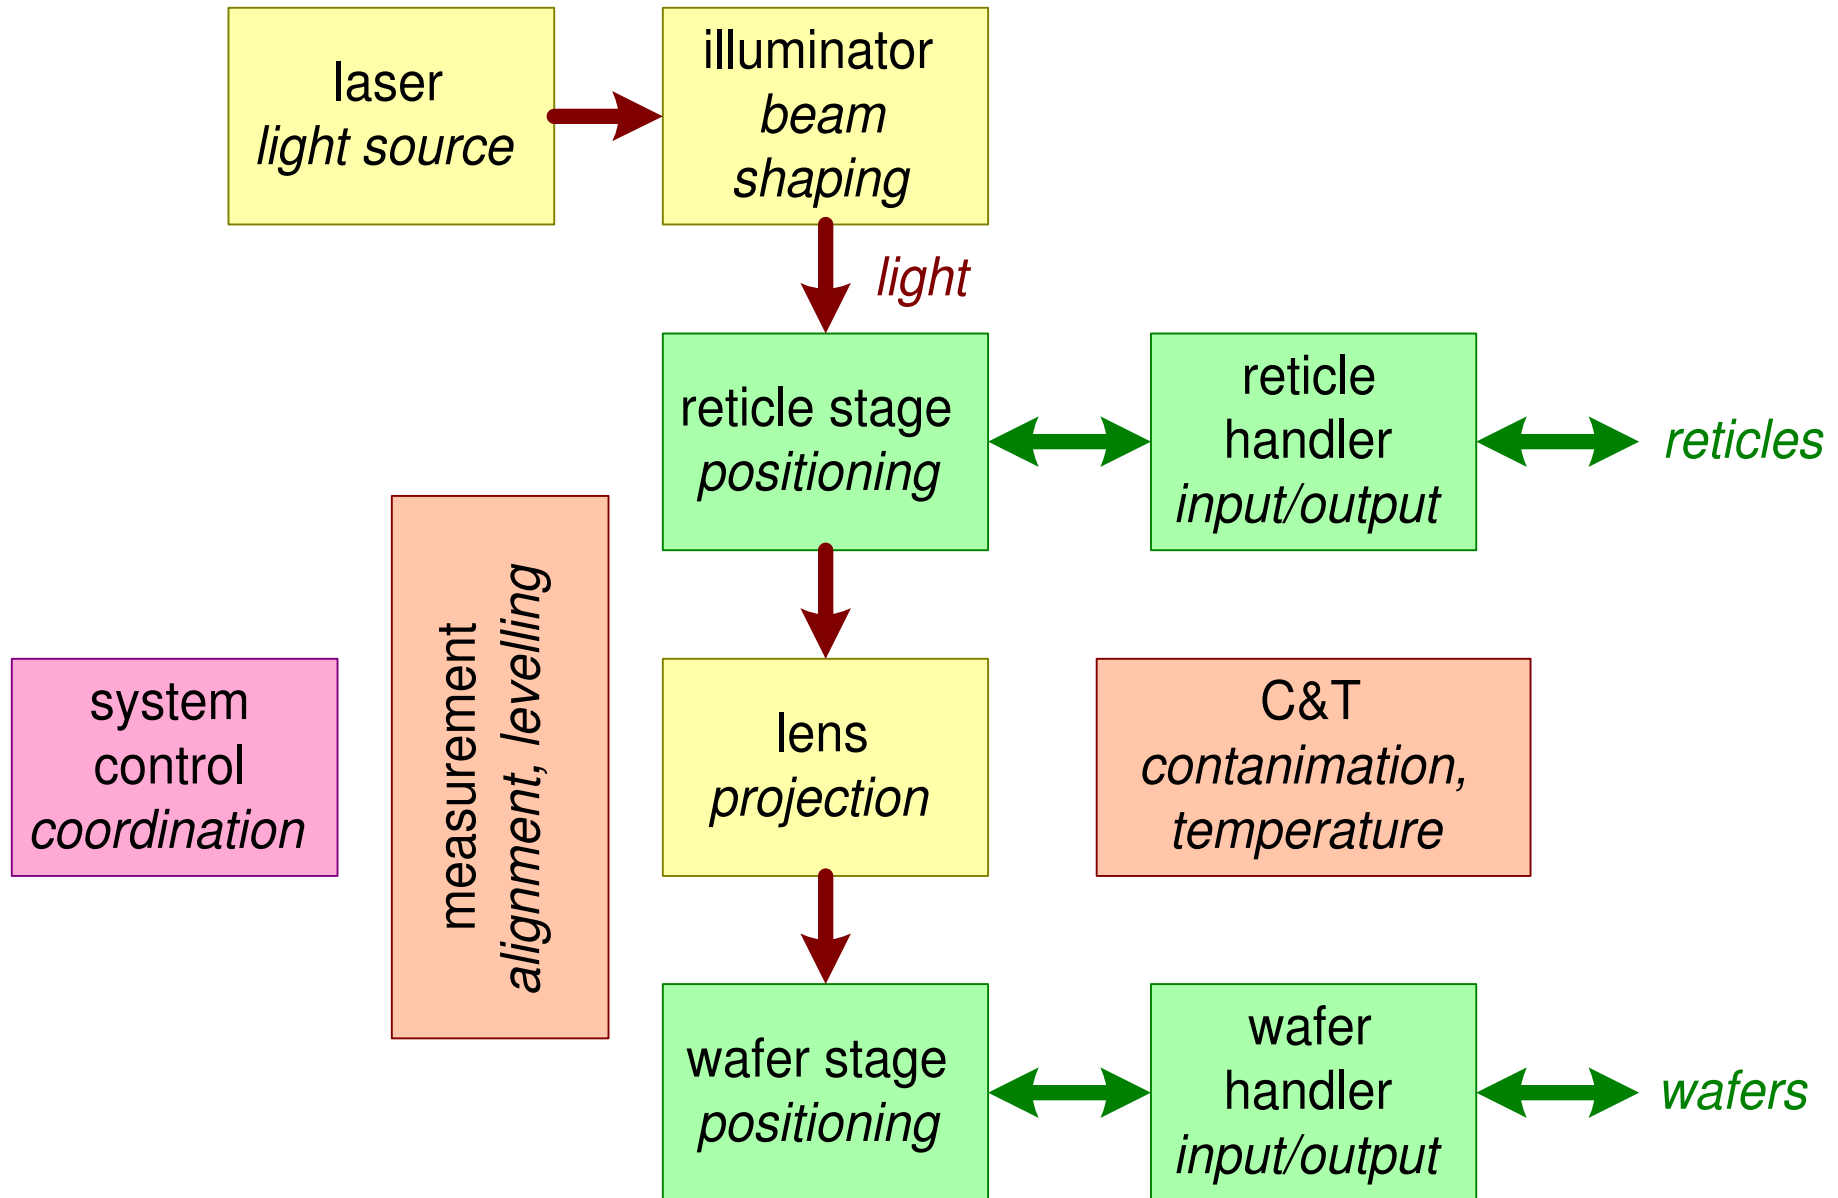 laser
light source
illuminator
beam
shaping
light
reticle stage
positioning
reticle
handler
input/output
reticles
system
control
coordination
measurement
alignment, levelling
lens
projection
C&T
contanimation,
temperature
wafer stage
positioning
wafer
handler
input/output
wafers